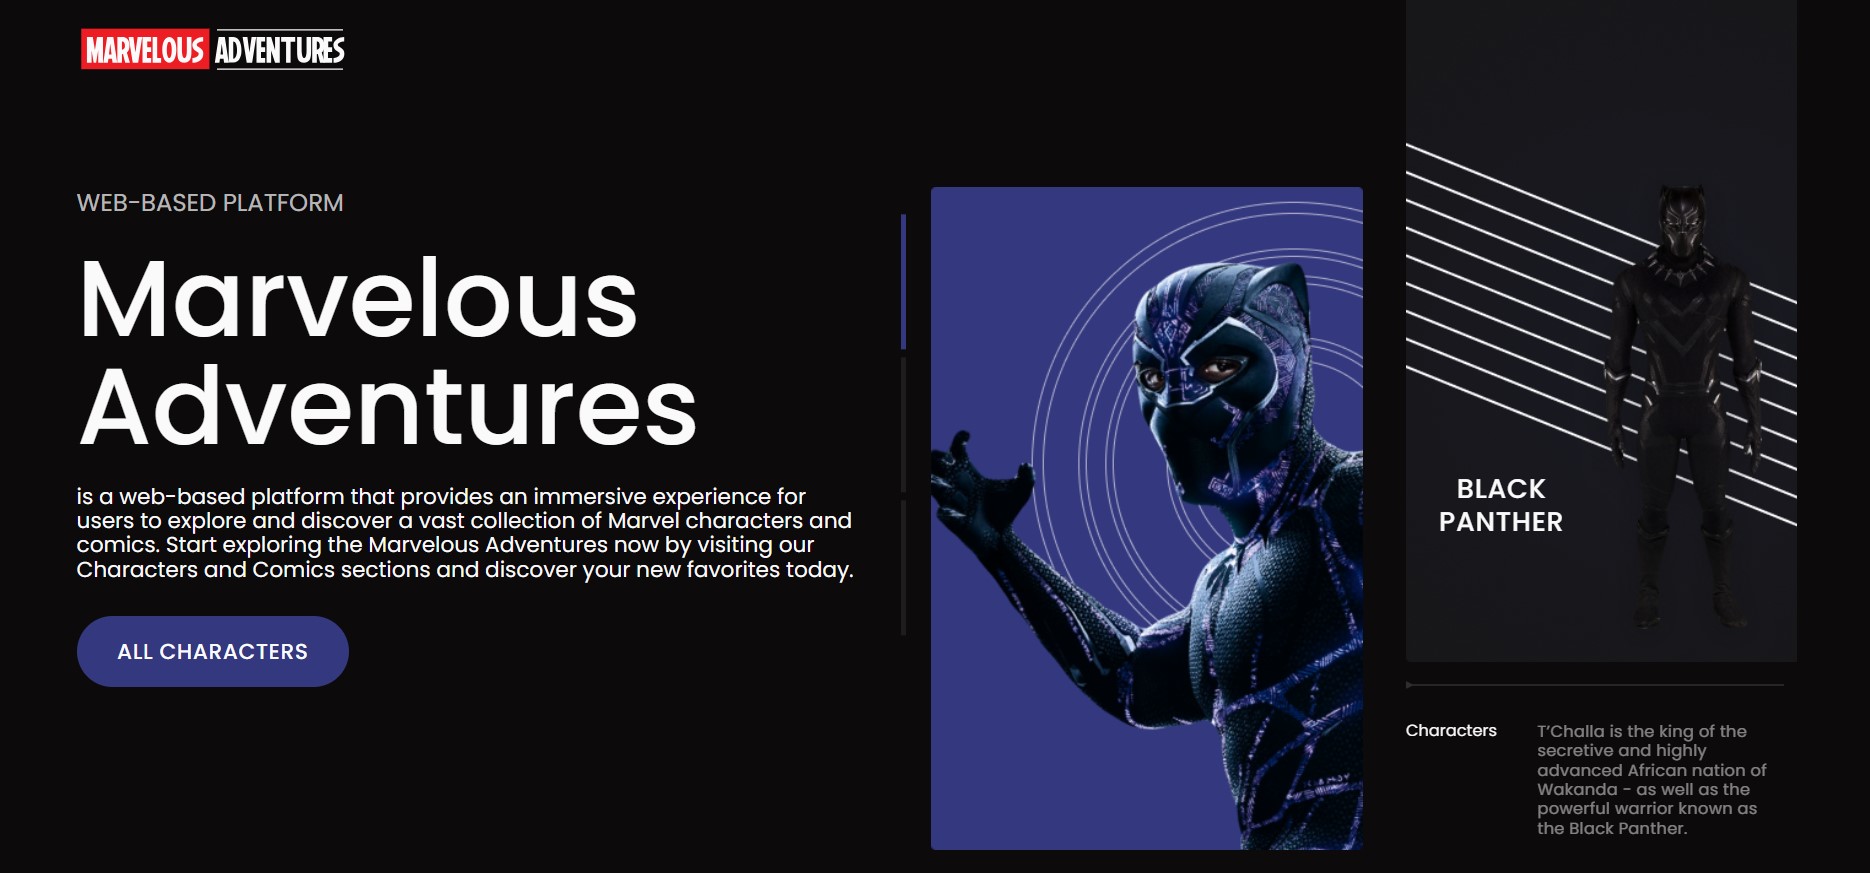 MARVELOUS ADVENTURES
WEB-BASED PLATFORM
Marvelous
Adventures
is a web-based platform that provides an immersive experience for
users to explore and discover a vast collection of Marvel characters and
comics. Start exploring the Marvelous Adventures now by visiting our
Characters and Comics sections and discover your new favorites today.
ALL CHARACTERS
BLACK
PANTHER
Characters
T’Challa is the king of the
secretive and highly
advanced African nation of
Wakanda - as well as the
powerful warrior known as
the Black Panther.